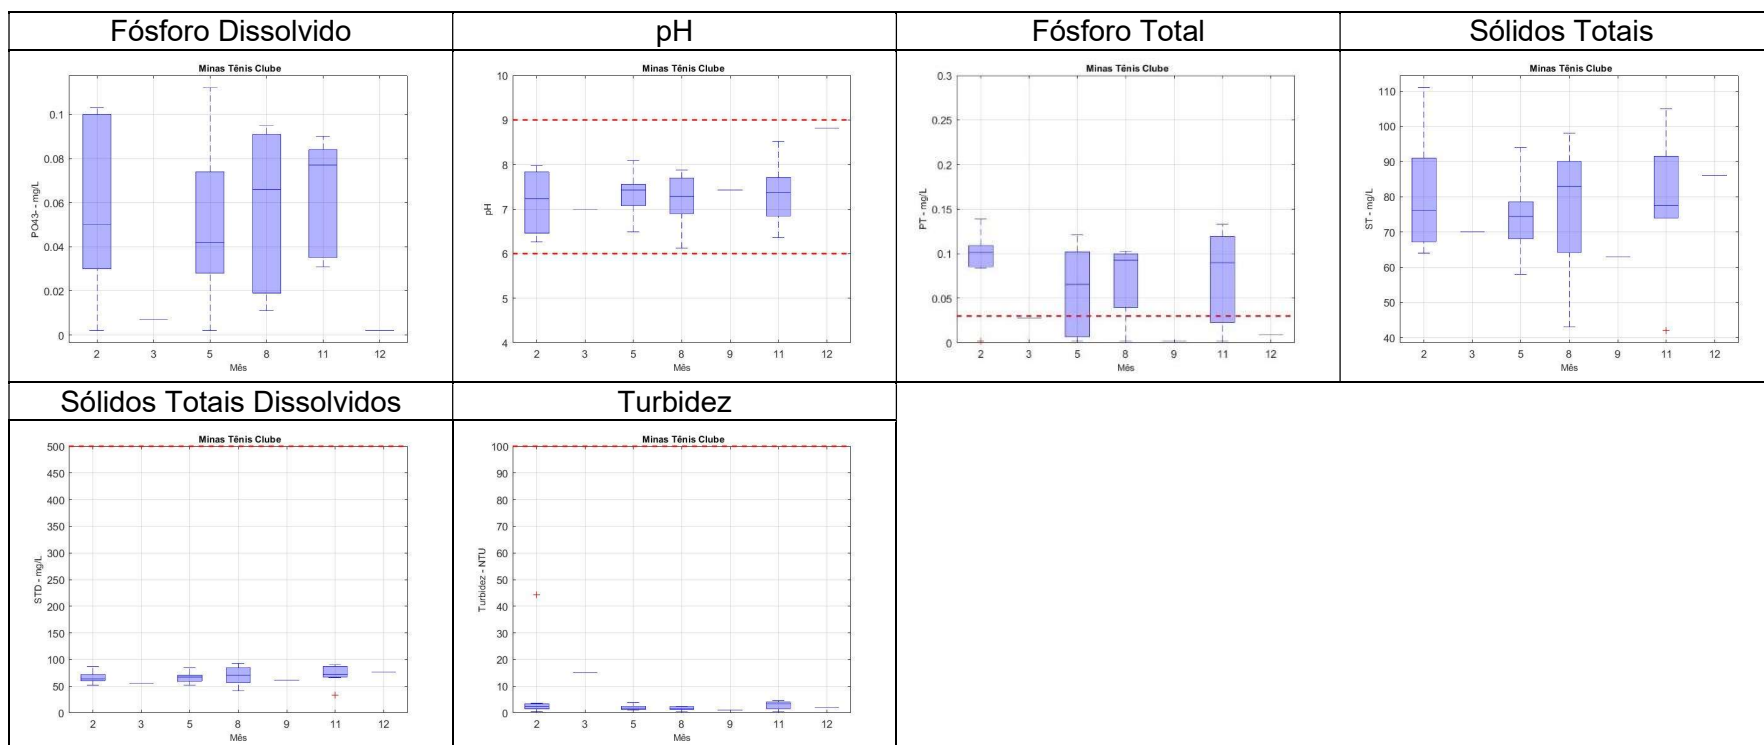 Fósforo Dissolvido
pH
Fósforo Total
Sólidos Totais
Minas Tênis Clube
PO43- - mg/L
0.1
0.08
0.06
0.04
0.02
0
2 3 5 8 11 12
Mês
Minas Tênis Clube
pH
10
9
8
7
6
5
4
2 3 5 8 9 11 12
Mês
Minas Tênis Clube
PT - mg/L
0.3
0.25
0.2
0.15
0.1
0.05
0
2 3 5 8 9 11 12
Mês
Minas Tênis Clube
ST - mg/L
110
100
90
80
70
60
50
40
2 3 5 8 9 11 12
Mês
Sólidos Totais Dissolvidos
Turbidez
Minas Tênis Clube
STD - mg/L
500
450
400
350
300
250
200
150
100
50
0
2 3 5 8 9 11 12
Mês
Minas Tênis Clube
Turbidez - NTU
100
90
80
70
60
50
40
30
20
10
0
2 3 5 8 9 11 12
Mês